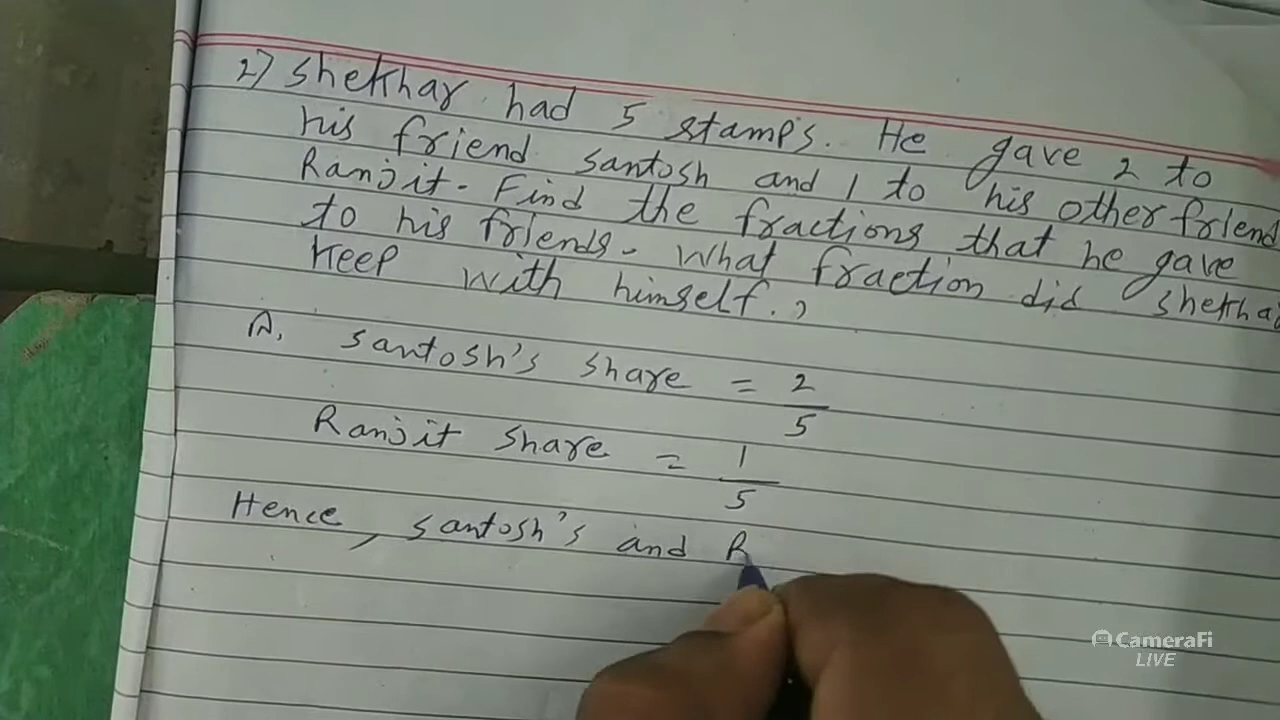 2) Shekhar had 5 stamps. He gave 2 to
his friend Santosh and 1 to his other friend
Ranjit. Find the fractions that he gave
to his friends. What fraction did Shekhar
keep with himself.?
A. Santosh's share = 2/5
Ranjit share = 1/5
Hence, Santosh's and R
CameraFi
LIVE